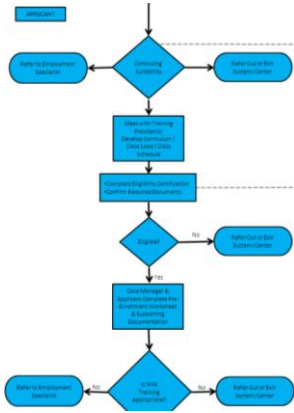 APPLICANT
Refer to Employment
Specialist
Continuing
Suitability
Refer Out or Exit
System/Center
Meet with Training
Provider(s)
Develop Curriculum /
Class Load / Class
Schedule
•Complete Eligibility Certification
•Confirm Required Documents
Eligible?
No
Refer Out or Exit
System/Center
Yes
Case Manager &
Applicant Complete Pre-
Enrollment Worksheet
& Supporting
Documentation
Refer to Employment
Specialist
No
Is
Training
Appropriate?
No
Refer Out or Exit
System/Center